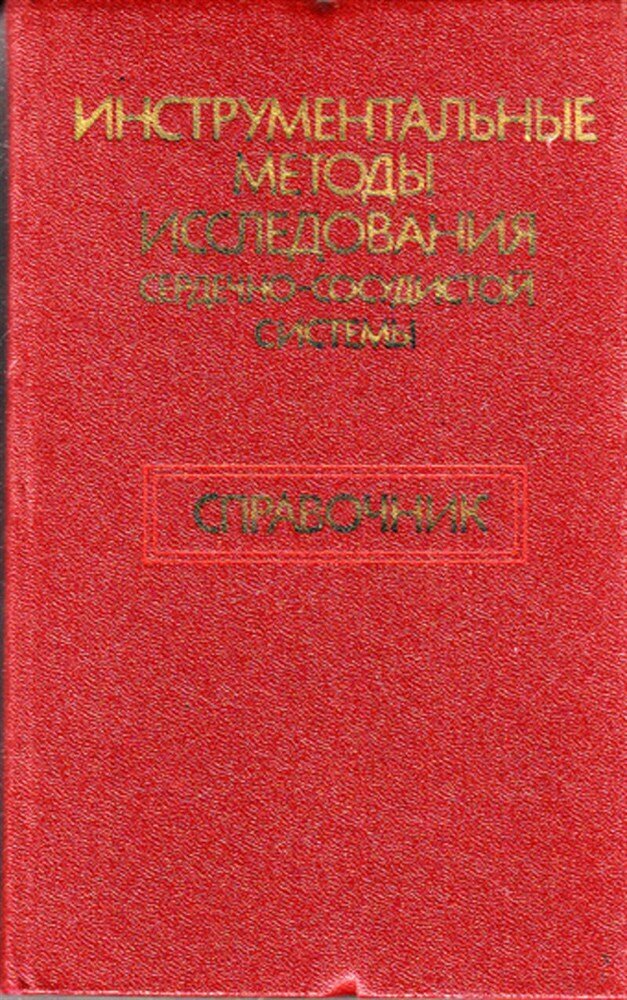 ИНСТРУМЕНТАЛЬНЫЕ
МЕТОДЫ
ИССЛЕДОВАНИЯ
СЕРДЕЧНО-СОСУДИСТОЙ
СИСТЕМЫ
СПРАВОЧНИК